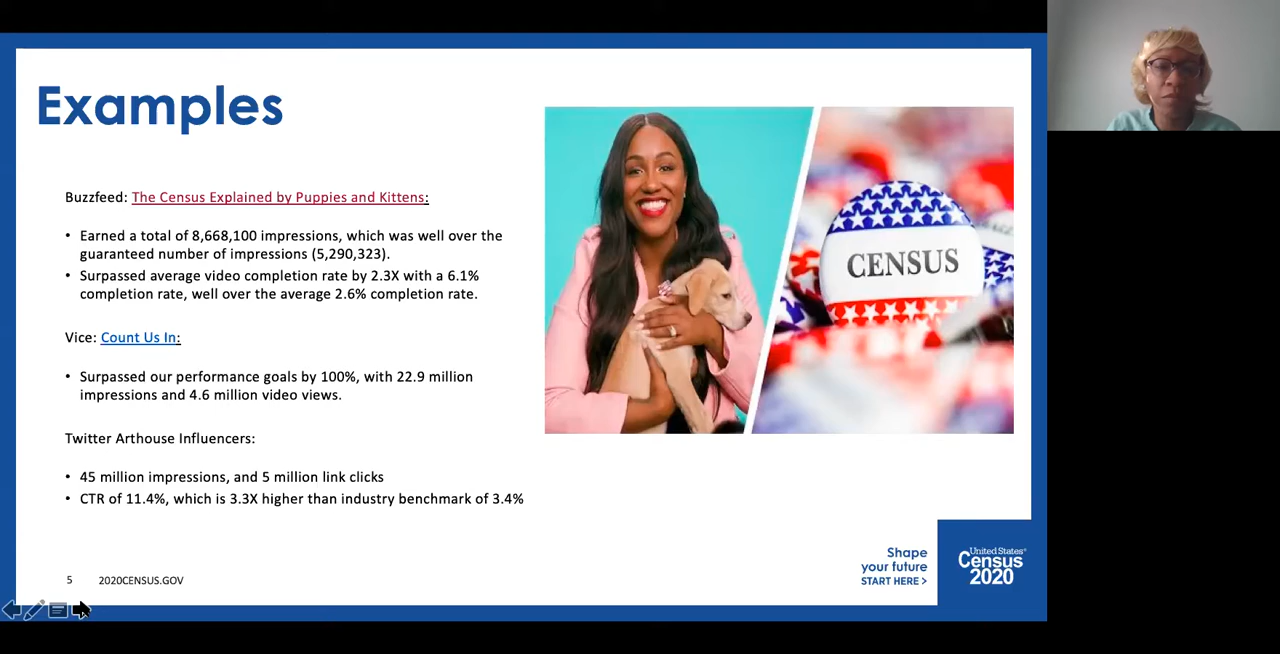 Examples
Buzzfeed: The Census Explained by Puppies and Kittens:
• Earned a total of 8,668,100 impressions, which was well over the
guaranteed number of impressions (5,290,323).
• Surpassed average video completion rate by 2.3X with a 6.1%
completion rate, well over the average 2.6% completion rate.
Vice: Count Us In:
• Surpassed our performance goals by 100%, with 22.9 million
impressions and 4.6 million video views.
Twitter Arthouse Influencers:
• 45 million impressions, and 5 million link clicks
• CTR of 11.4%, which is 3.3X higher than industry benchmark of 3.4%
CENSUS
Shape
your future
START HERE >
United States®
Census
2020
5 2020CENSUS.GOV